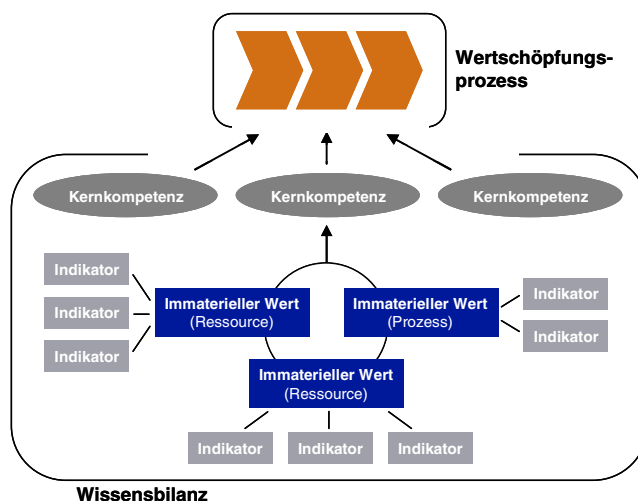 Wertschöpfungs-
prozess
Kernkompetenz
Kernkompetenz
Kernkompetenz
Indikator
Indikator
Indikator
Immaterieller Wert
(Ressource)
Immaterieller Wert
(Prozess)
Indikator
Indikator
Immaterieller Wert
(Ressource)
Indikator
Indikator
Indikator
Wissensbilanz